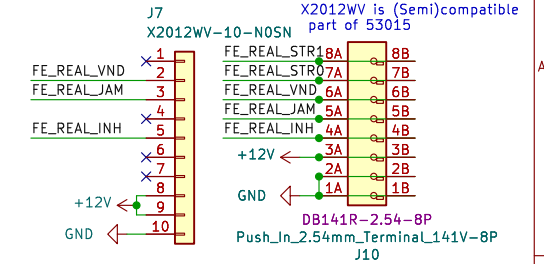 J7
X2012WV-10-N0SN
1
FE_REAL_VND 2
FE_REAL_JAM 3
4
FE_REAL_INH 5
6
7
8
+12V
9
GND 10
X2012WV is (Semi)compatible
part of 53015
FE_REAL_STR1 8A 8B
FE_REAL_STR0 7A 7B
FE_REAL_VND 6A 6B
FE_REAL_JAM 5A 5B
FE_REAL_INH 4A 4B
+12V 3A 3B
2A 2B
GND 1A 1B
DB141R-2.54-8P
Push_In_2.54mm_Terminal_141V-8P
J10
A